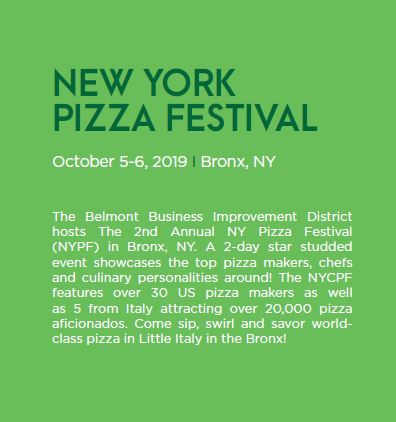 NEW YORK
PIZZA FESTIVAL
October 5-6, 2019 | Bronx, NY
The Belmont Business Improvement District
hosts The 2nd Annual NY Pizza Festival
(NYPF) in Bronx, NY. A 2-day star studded
event showcases the top pizza makers, chefs
and culinary personalities around! The NYCPF
features over 30 US pizza makers as well
as 5 from Italy attracting over 20,000 pizza
aficionados. Come sip, swirl and savor world-
class pizza in Little Italy in the Bronx!